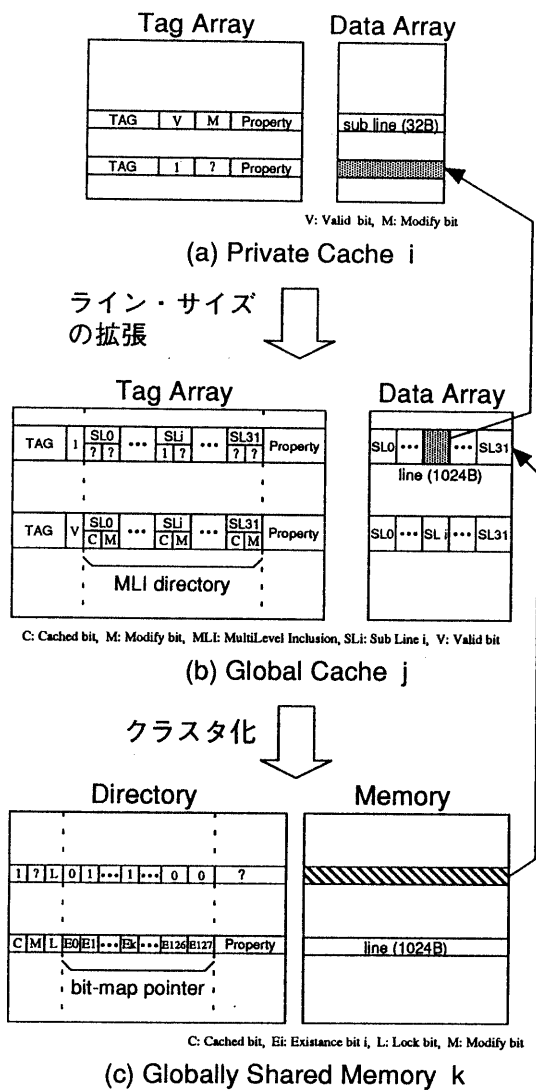 Tag Array
Data Array
TAG V M Property
sub line (32B)
TAG 1 ? Property
V: Valid bit, M: Modify bit
(a) Private Cache i
ライン・サイズ
の拡張
Tag Array
Data Array
TAG 1 SL0 ••• SLi ••• SL31 Property
? ? 1 ? ? ?
SL0 ••• ••• SL31
line (1024B)
TAG V SL0 ••• SLi ••• SL31 Property
C M C M C M
SL0 ••• SL i ••• SL31
MLI directory
C: Cached bit, M: Modify bit, MLI: MultiLevel Inclusion, SLi: Sub Line i, V: Valid bit
(b) Global Cache j
クラスタ化
Directory
Memory
1 ? L 0 1 ••• 1 ••• 0 0 ?
C M L E0 E1 ••• Ek ••• E126 E127 Property
line (1024B)
bit-map pointer
C: Cached bit, Ei: Existance bit i, L: Lock bit, M: Modify bit
(c) Globally Shared Memory k